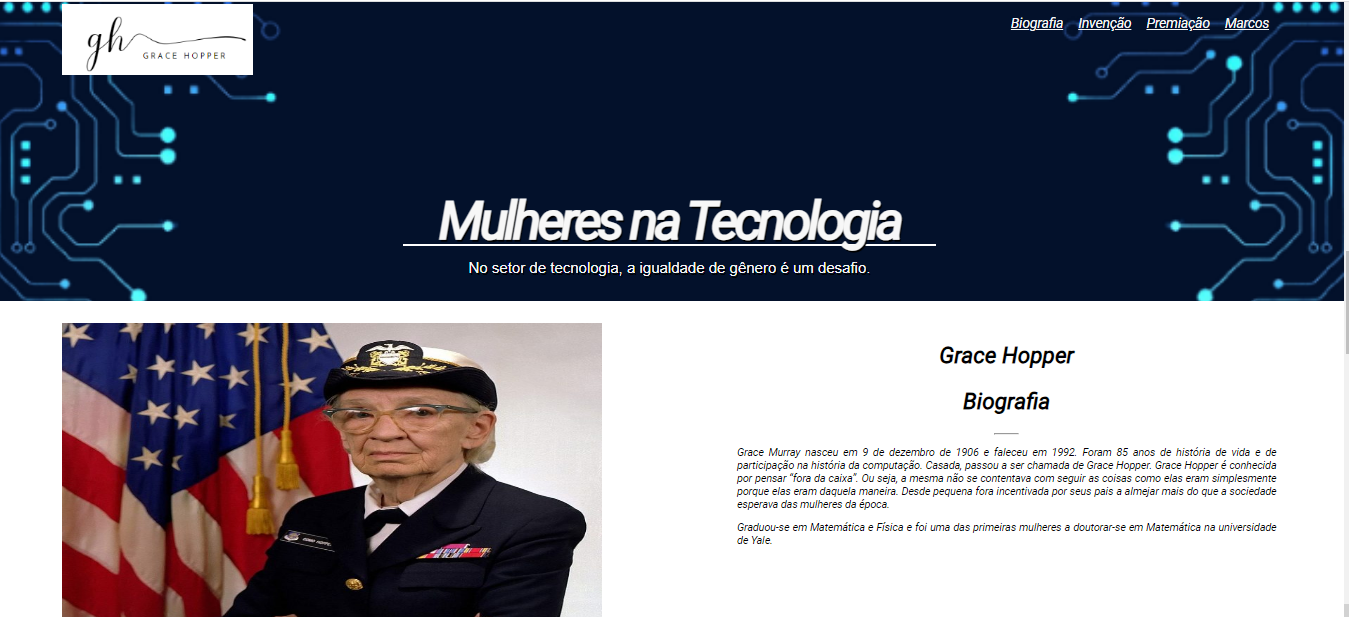 gh
GRACE HOPPER
Biografia Invenção Premiação Marcos
Mulheres na Tecnologia
No setor de tecnologia, a igualdade de gênero é um desafio.
Grace Hopper
Biografia
Grace Murray nasceu em 9 de dezembro de 1906 e faleceu em 1992. Foram 85 anos de história de vida e de
participação na história da computação. Casada, passou a ser chamada de Grace Hopper. Grace Hopper é conhecida
por pensar “fora da caixa”. Ou seja, a mesma não se contentava com seguir as coisas como elas eram simplesmente
porque elas eram daquela maneira. Desde pequena fora incentivada por seus pais a almejar mais do que a sociedade
esperava das mulheres da época.
Graduou-se em Matemática e Física e foi uma das primeiras mulheres a doutorar-se em Matemática na universidade
de Yale.